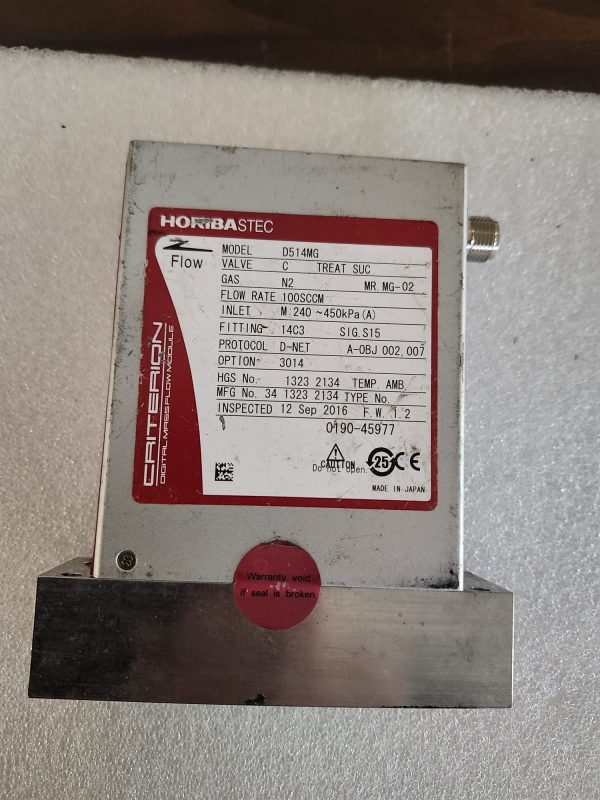 HORIBASTEC
Flow
MODEL D514MG
VALVE C TREAT SUC
GAS N2 MR.MG-02
FLOW RATE 100SCCM
INLET M:240 ~450kPa(A)
FITTING 14C3 SIG.S15
PROTOCOL D-NET A-OBJ 002,007
OPTION 3014
HGS No. 1323 2134 TEMP. AMB
MFG No. 34 1323 2134 TYPE No.
INSPECTED 12 Sep 2016 F.W. 1.2
0190-45977
CAUTION
Do not open.
25
CE
MADE IN JAPAN
CRITERION
DIGITAL MASS FLOW MODULE
Warranty void
if seal is broken